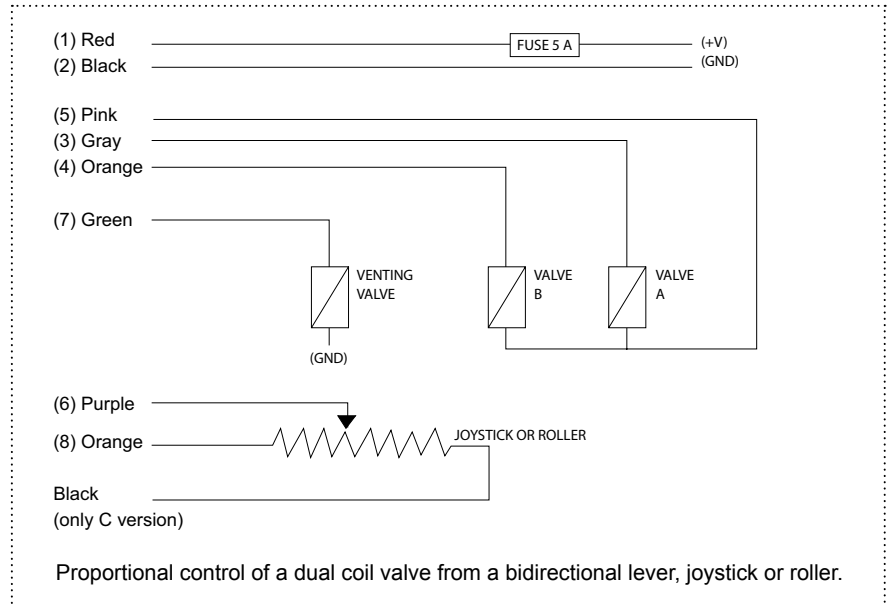 (1) Red
FUSE 5 A
(+V)
(2) Black
(GND)
(5) Pink
(3) Gray
(4) Orange
(7) Green
VENTING
VALVE
VALVE
B
VALVE
A
(GND)
(6) Purple
(8) Orange
JOYSTICK OR ROLLER
Black
(only C version)
Proportional control of a dual coil valve from a bidirectional lever, joystick or roller.